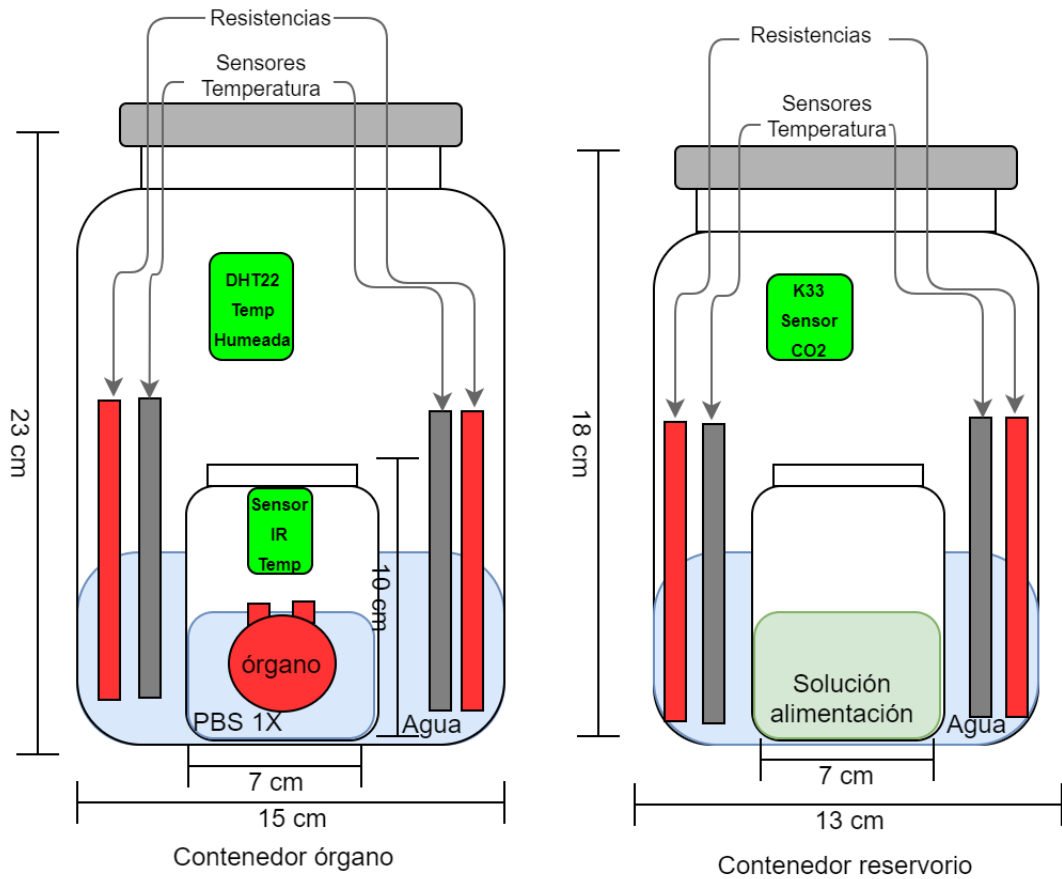 Resistencias
Sensores
Temperatura
DHT22
Temp
Humeada
23 cm
Sensor
IR
Temp
10 cm
órgano
PBS 1X
Agua
7 cm
15 cm
Contenedor órgano
Resistencias
Sensores
Temperatura
K33
Sensor
CO2
18 cm
Solución
alimentación
Agua
7 cm
13 cm
Contenedor reservorio